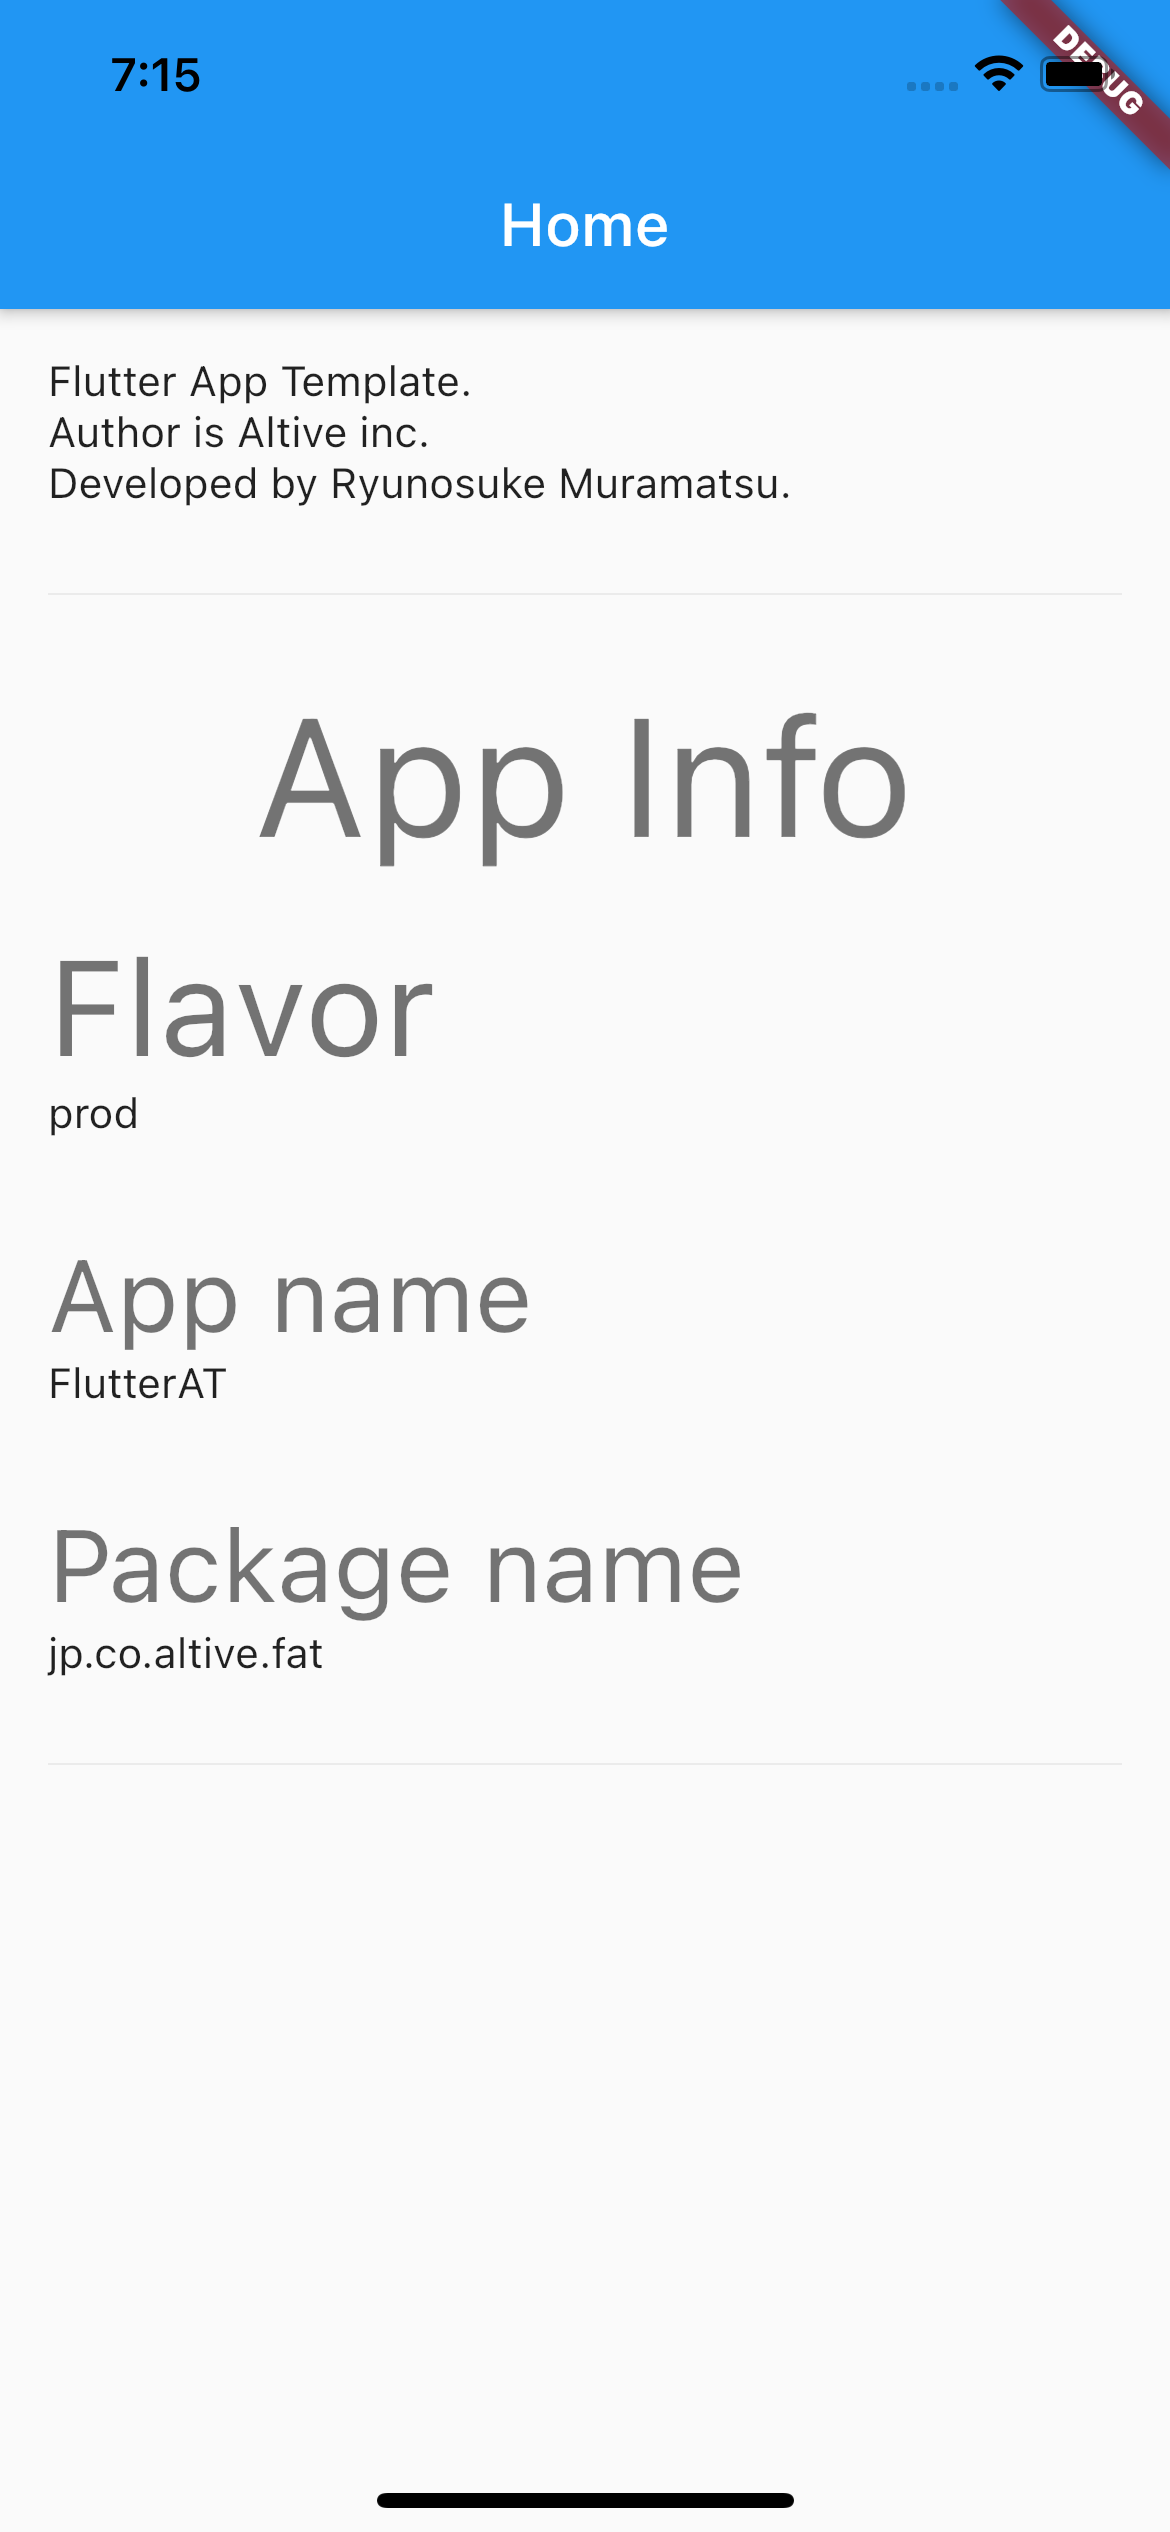 7:15
DEBUG
Home
Flutter App Template.
Author is Altive inc.
Developed by Ryunosuke Muramatsu.
App Info
Flavor
prod
App name
FlutterAT
Package name
jp.co.altive.fat